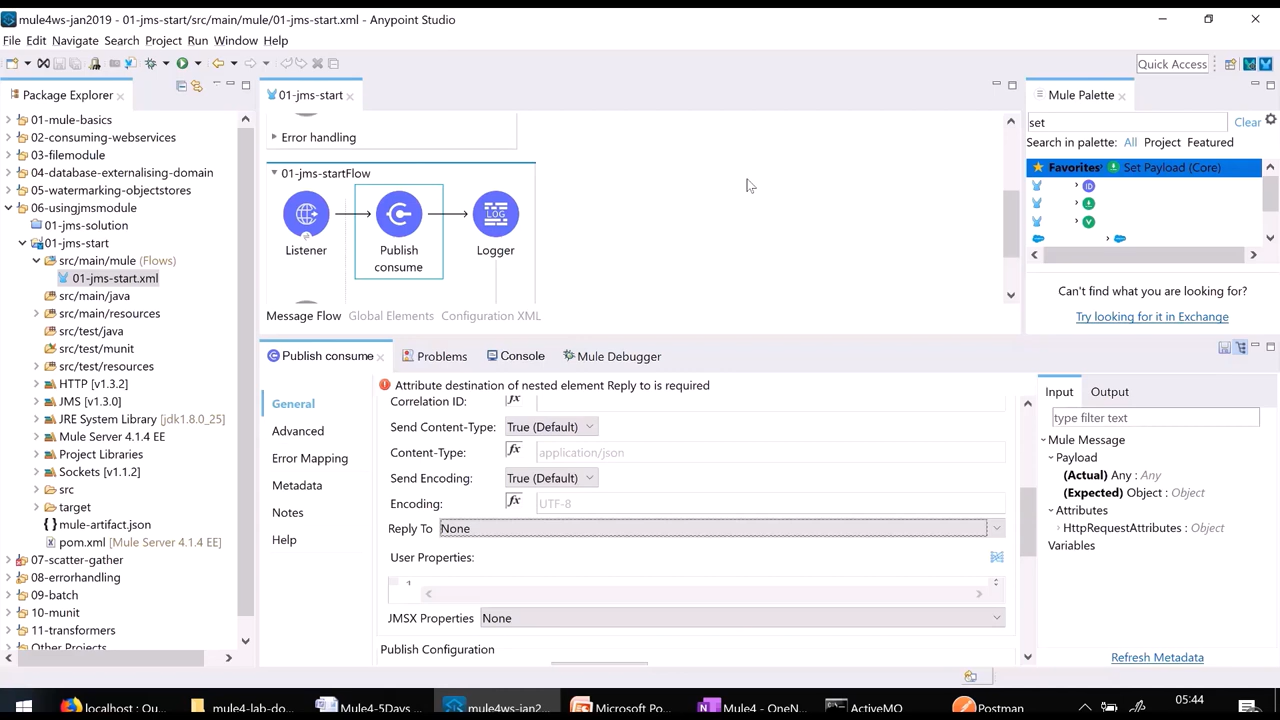 mule4ws-jan2019 - 01-jms-start/src/main/mule/01-jms-start.xml - Anypoint Studio
File Edit Navigate Search Project Run Window Help
Quick Access
Package Explorer
01-mule-basics
02-consuming-webservices
03-filemodule
04-database-externalising-domain
05-watermarking-objectstores
06-usingjmsmodule
01-jms-solution
01-jms-start
src/main/mule (Flows)
01-jms-start.xml
src/main/java
src/main/resources
src/test/java
src/test/munit
src/test/resources
HTTP [v1.3.2]
JMS [v1.3.0]
JRE System Library [jdk1.8.0_25]
Mule Server 4.1.4 EE
Project Libraries
Sockets [v1.1.2]
src
target
mule-artifact.json
pom.xml [Mule Server 4.1.4 EE]
07-scatter-gather
08-errorhandling
09-batch
10-munit
11-transformers
Other Projects
01-jms-start
Error handling
01-jms-startFlow
LOG
Listener
Publish consume
Logger
Message Flow Global Elements Configuration XML
Publish consume Problems Console Mule Debugger
Attribute destination of nested element Reply to is required
General
Advanced
Error Mapping
Metadata
Notes
Help
Correlation ID: fx
Send Content-Type: True (Default)
Content-Type: fx application/json
Send Encoding: True (Default)
Encoding: fx UTF-8
Reply To None
User Properties:
1
JMSX Properties None
Publish Configuration
Mule Palette
set Clear
Search in palette: All Project Featured
Favorites Set Payload (Core)
ID
Can't find what you are looking for?
Try looking for it in Exchange
Input Output
type filter text
Mule Message
Payload
(Actual) Any : Any
(Expected) Object : Object
Attributes
HttpRequestAttributes : Object
Variables
Refresh Metadata
localhost : Qu...
mule4-lab-do...
Mule4-5Days ...
mule4ws-jan2...
Microsoft Po...
Mule4 - OneN...
ActiveMQ
Postman
05:44